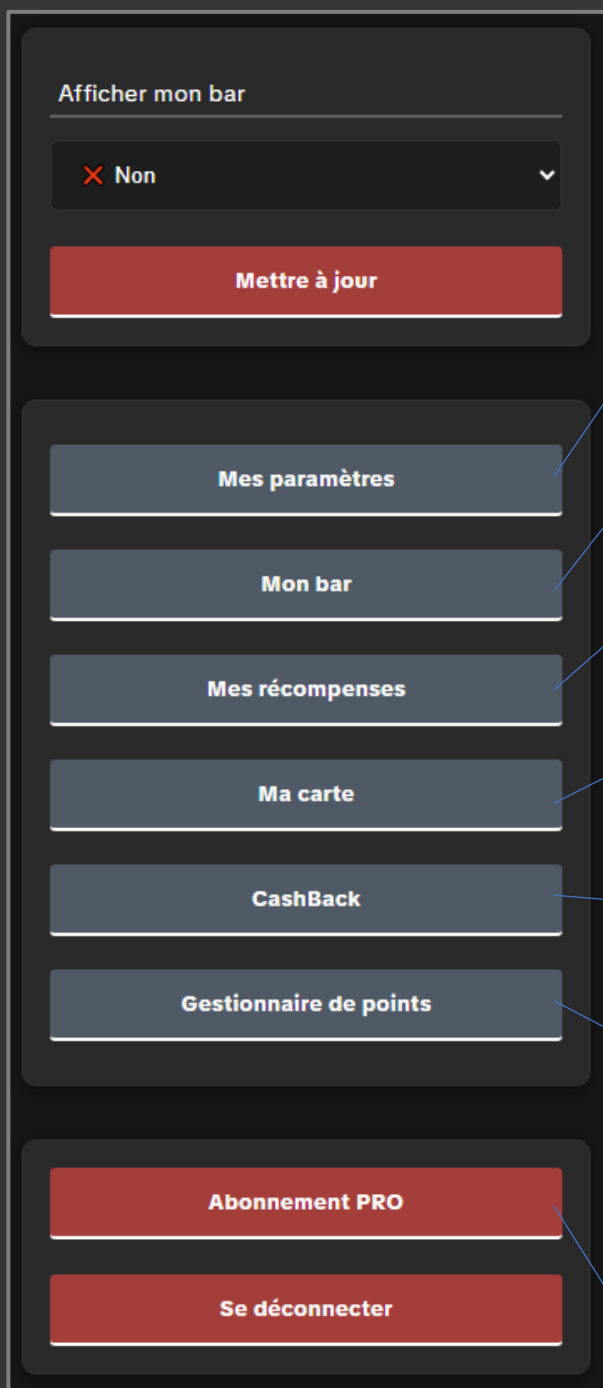 Afficher mon bar
❌ Non
Mettre à jour
Mes paramètres
Mon bar
Mes récompenses
Ma carte
CashBack
Gestionnaire de points
Abonnement PRO
Se déconnecter